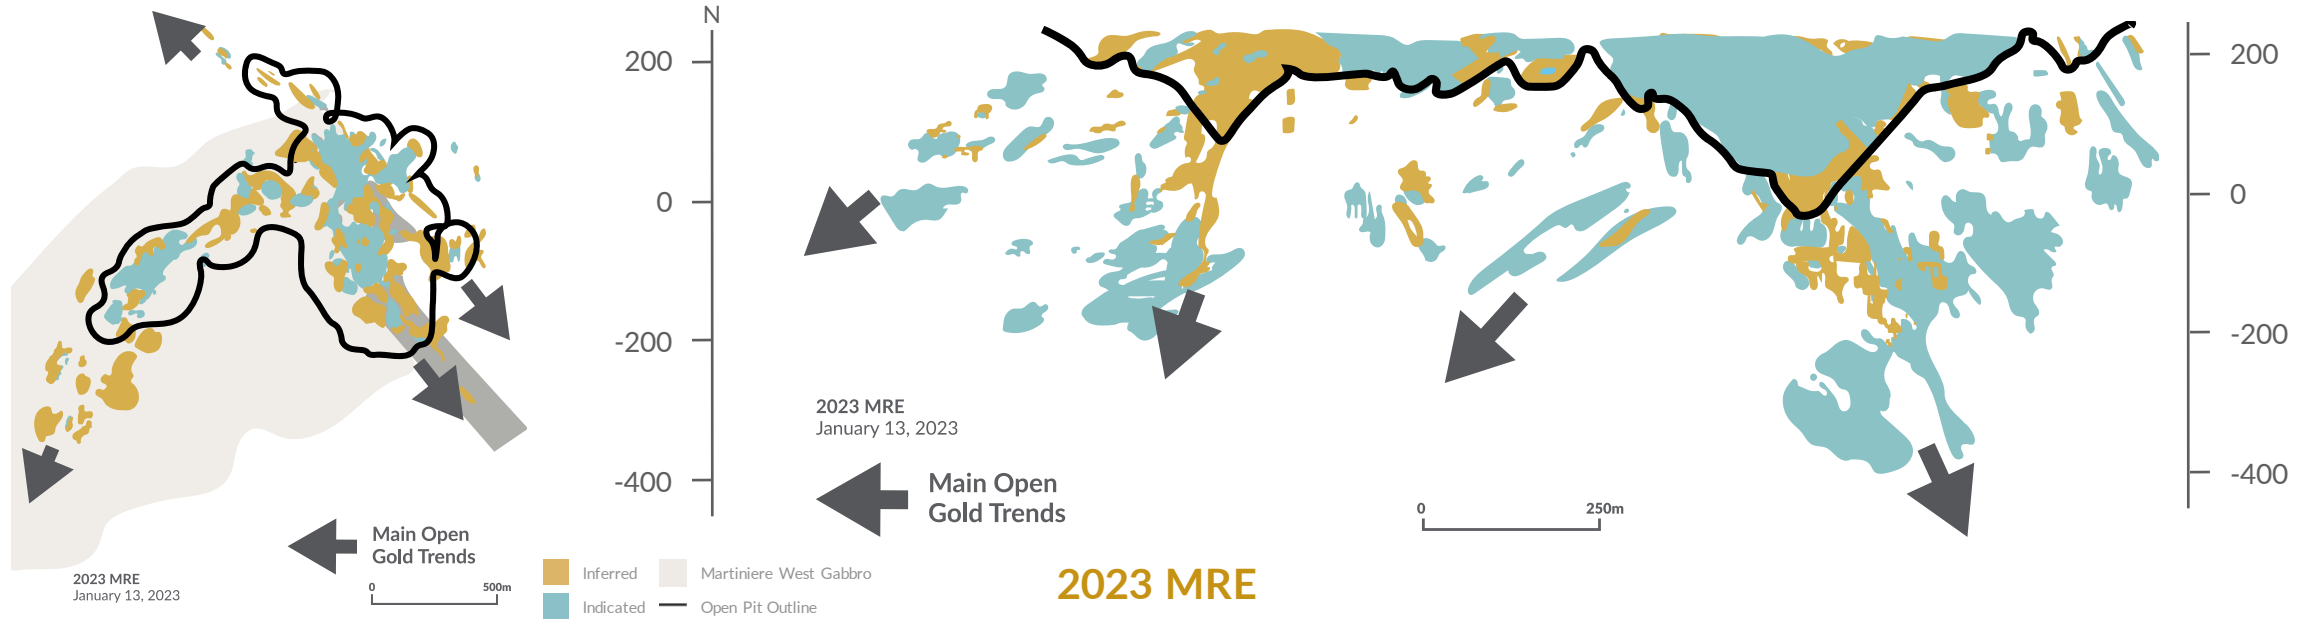 N
200
0
-200
-400
200
0
-200
-400
2023 MRE
January 13, 2023
Main Open
Gold Trends
0 250m
Main Open
Gold Trends
2023 MRE
January 13, 2023
0 500m
Inferred
Martiniere West Gabbro
Indicated
Open Pit Outline
2023 MRE